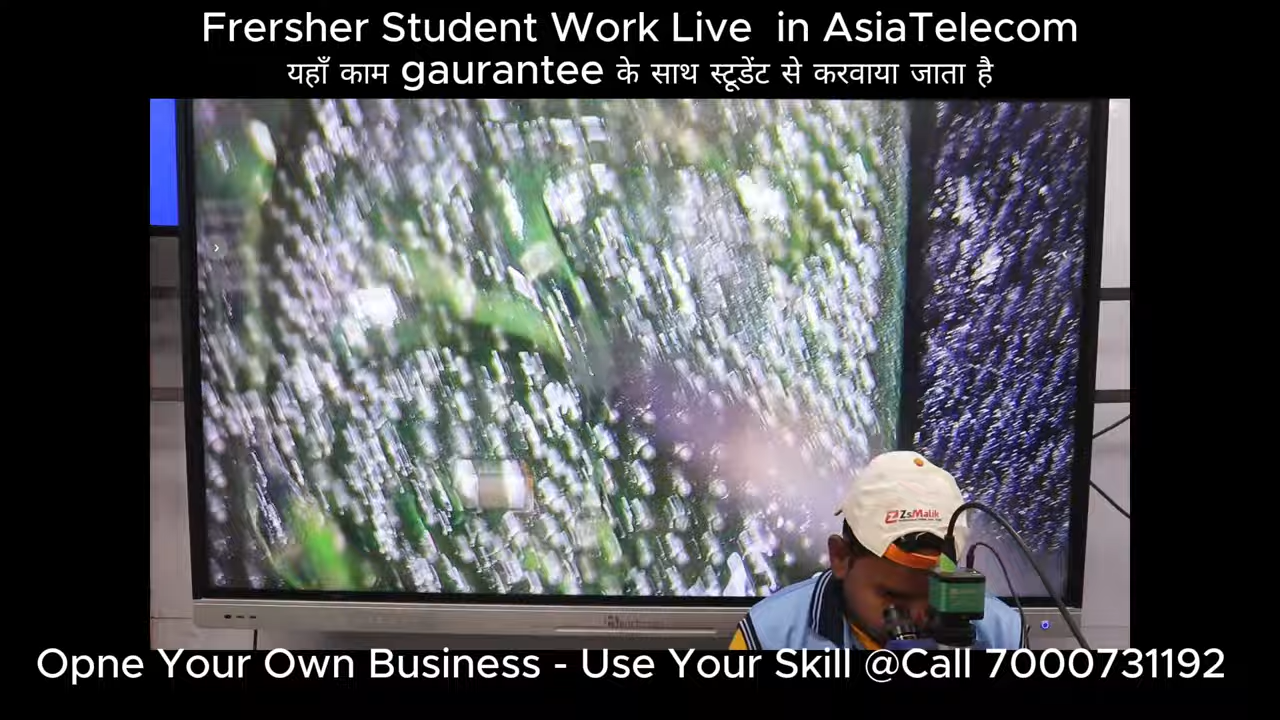 Frersher Student Work Live in AsiaTelecom
यहाँ काम gaurantee के साथ स्टूडेंट से करवाया जाता है
ZsMalik
Opne Your Own Business - Use Your Skill @Call 7000731192